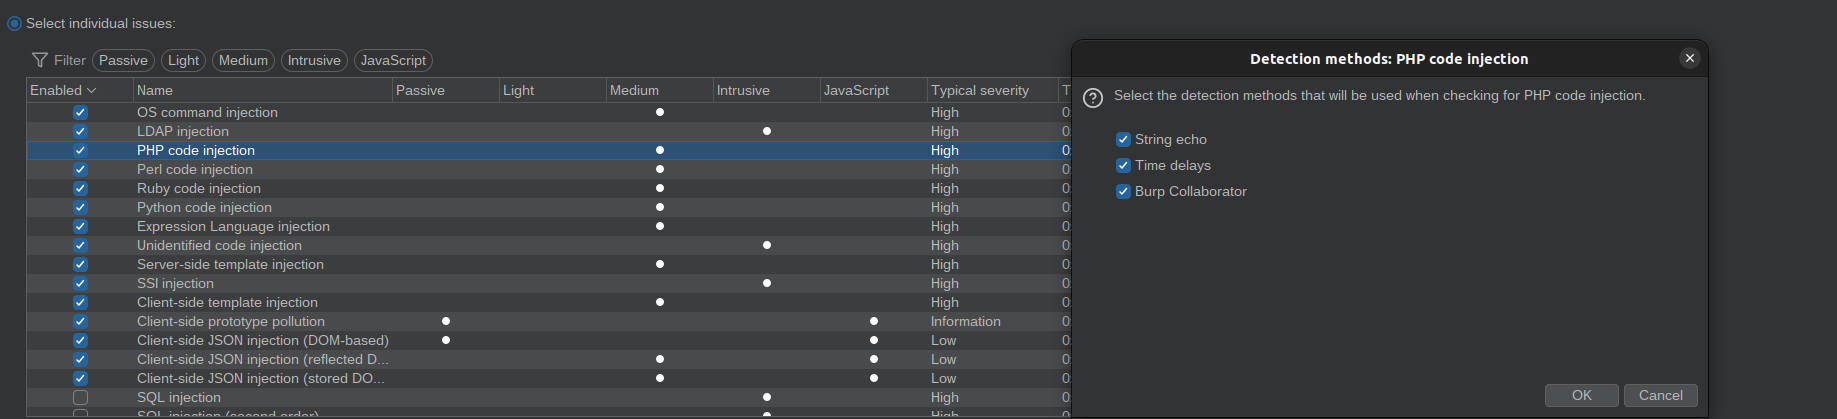 Select individual issues:
Filter Passive Light Medium Intrusive JavaScript
Enabled Name Passive Light Medium Intrusive JavaScript Typical severity T
OS command injection High 0
LDAP injection High 0
PHP code injection High 0
Perl code injection High 0
Ruby code injection High 0
Python code injection High 0
Expression Language injection High 0
Unidentified code injection High 0
Server-side template injection High 0
SSI injection High 0
Client-side template injection High 0
Client-side prototype pollution Information 0
Client-side JSON injection (DOM-based) Low 0
Client-side JSON injection (reflected D... Low 0
Client-side JSON injection (stored DO... Low 0
SQL injection High 0
SQL injection (second order) High 0
Detection methods: PHP code injection
Select the detection methods that will be used when checking for PHP code injection.
String echo
Time delays
Burp Collaborator
OK Cancel